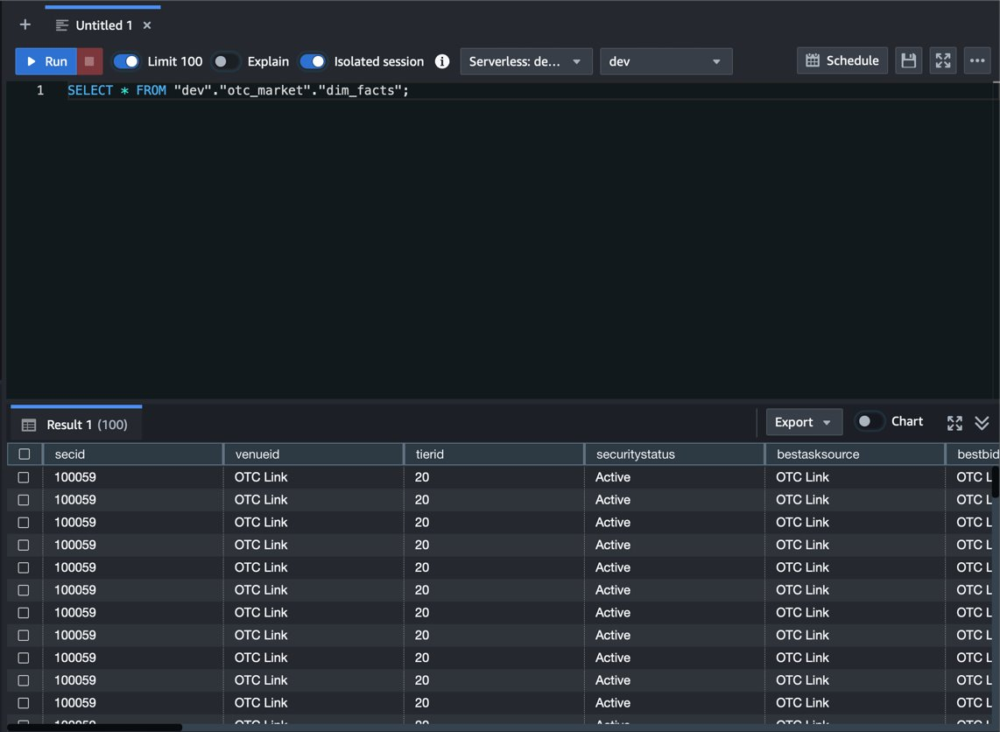 + Untitled 1 ×
Run Limit 100 Explain Isolated session i Serverless: de... dev Schedule ...
1 SELECT * FROM "dev"."otc_market"."dim_facts";
Result 1 (100) Export Chart
secid venueid tierid securitystatus bestasksource bestbid
100059 OTC Link 20 Active OTC Link OTC L
100059 OTC Link 20 Active OTC Link OTC L
100059 OTC Link 20 Active OTC Link OTC L
100059 OTC Link 20 Active OTC Link OTC L
100059 OTC Link 20 Active OTC Link OTC L
100059 OTC Link 20 Active OTC Link OTC L
100059 OTC Link 20 Active OTC Link OTC L
100059 OTC Link 20 Active OTC Link OTC L
100059 OTC Link 20 Active OTC Link OTC L
100059 OTC Link 20 Active OTC Link OTC L
100059 OTC Link 20 Active OTC Link OTC L